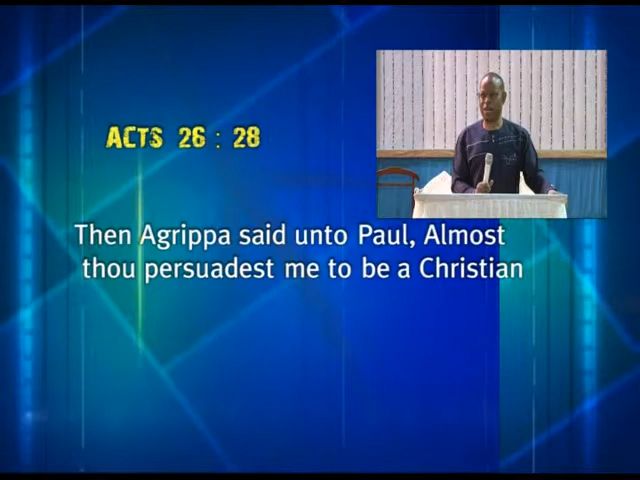 ACTS 26 : 28
Then Agrippa said unto Paul, Almost
thou persuadest me to be a Christian